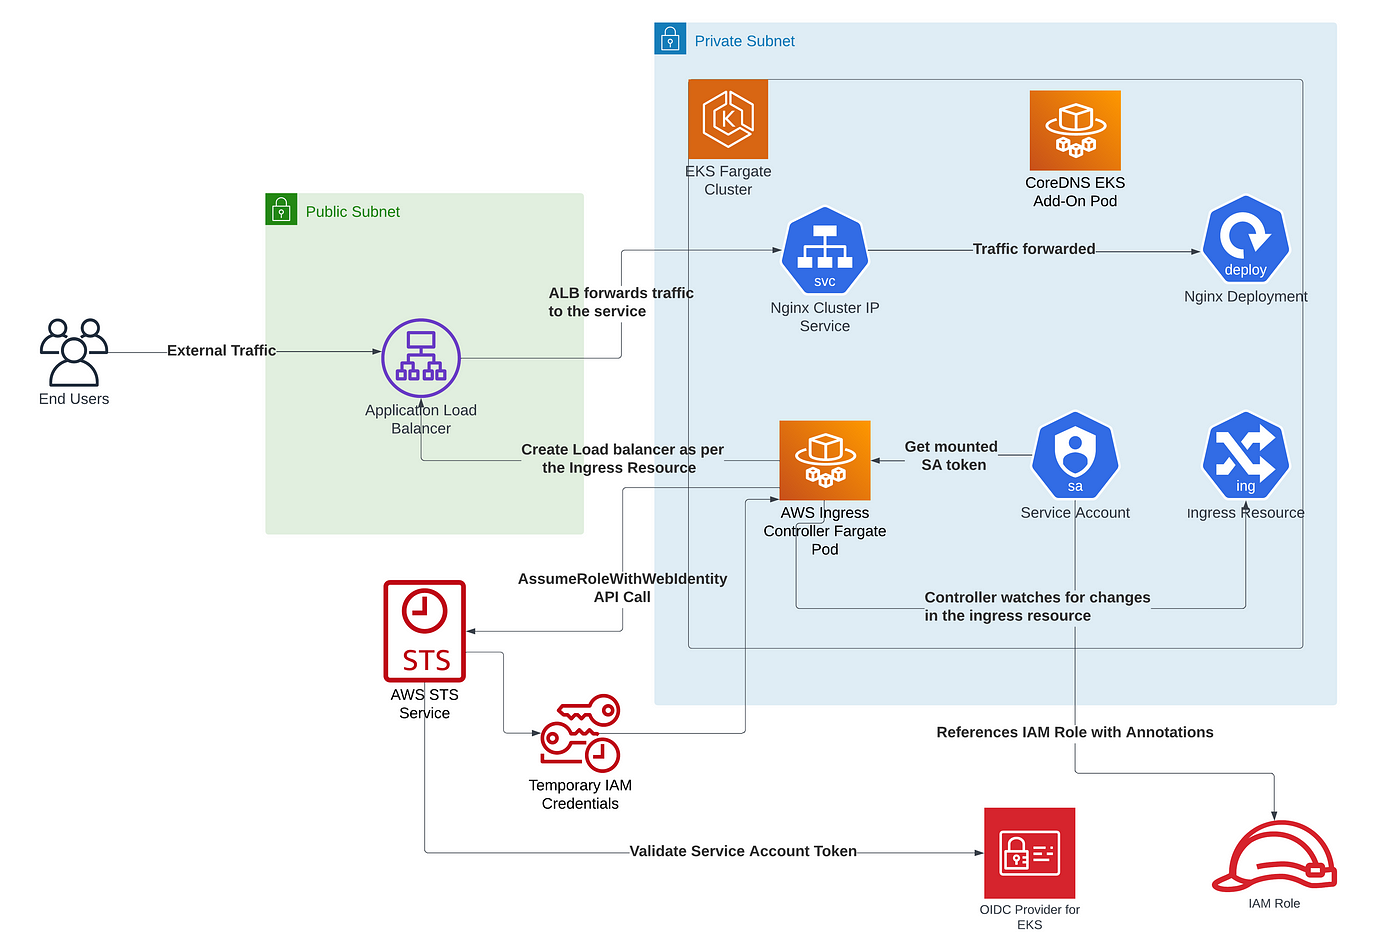 Private Subnet
EKS Fargate
Cluster
CoreDNS EKS
Add-On Pod
Public Subnet
svc
Nginx Cluster IP
Service
Traffic forwarded
deploy
Nginx Deployment
ALB forwards traffic
to the service
End Users
External Traffic
Application Load
Balancer
Create Load balancer as per
the Ingress Resource
AWS Ingress
Controller Fargate
Pod
Get mounted
SA token
sa
Service Account
ing
Ingress Resource
AssumeRoleWithWebIdentity
API Call
Controller watches for changes
in the ingress resource
STS
AWS STS
Service
Temporary IAM
Credentials
References IAM Role with Annotations
Validate Service Account Token
OIDC Provider for
EKS
IAM Role